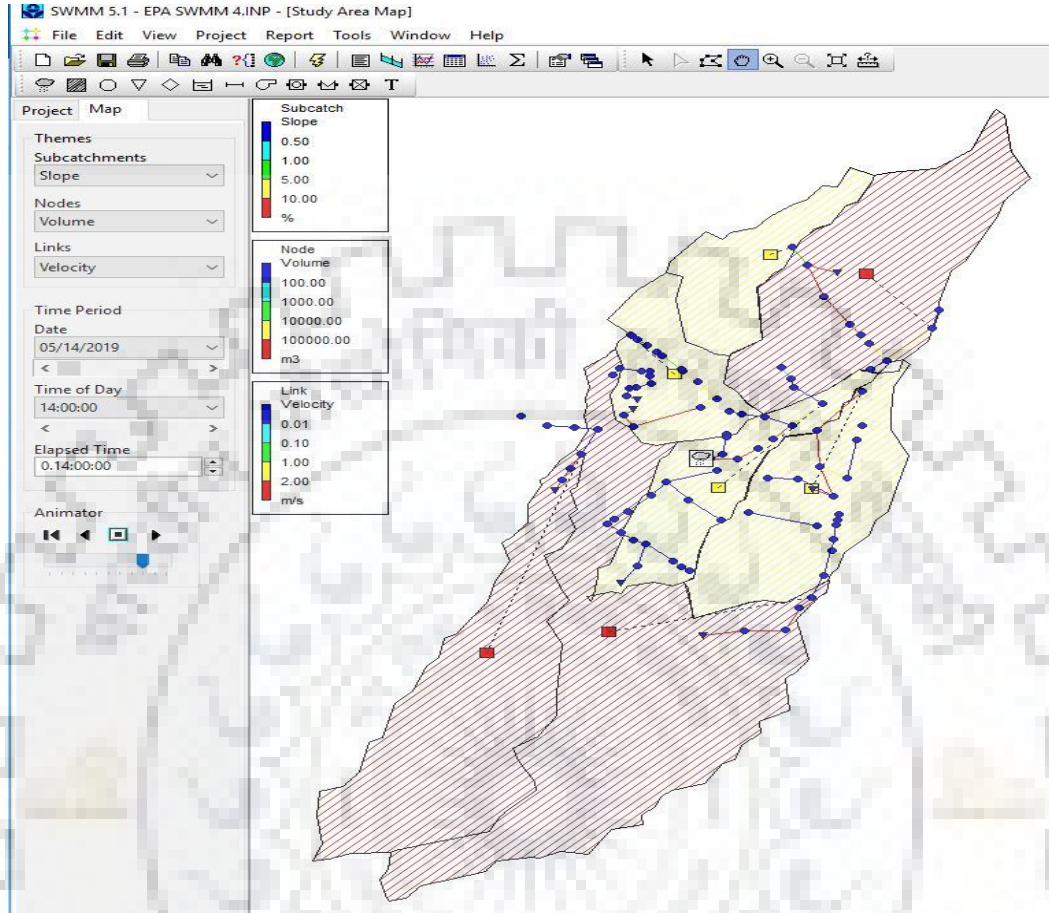 SWMM 5.1 - EPA SWMM 4.INP - [Study Area Map]
File Edit View Project Report Tools Window Help
T
Project Map
Themes
Subcatchments
Slope
Nodes
Volume
Links
Velocity
Time Period
Date
05/14/2019
Time of Day
14:00:00
Elapsed Time
0.14:00:00
Animator
Subcatch
Slope
0.50
1.00
5.00
10.00
%
Node
Volume
100.00
1000.00
10000.00
100000.00
m3
Link
Velocity
0.01
0.10
1.00
2.00
m/s